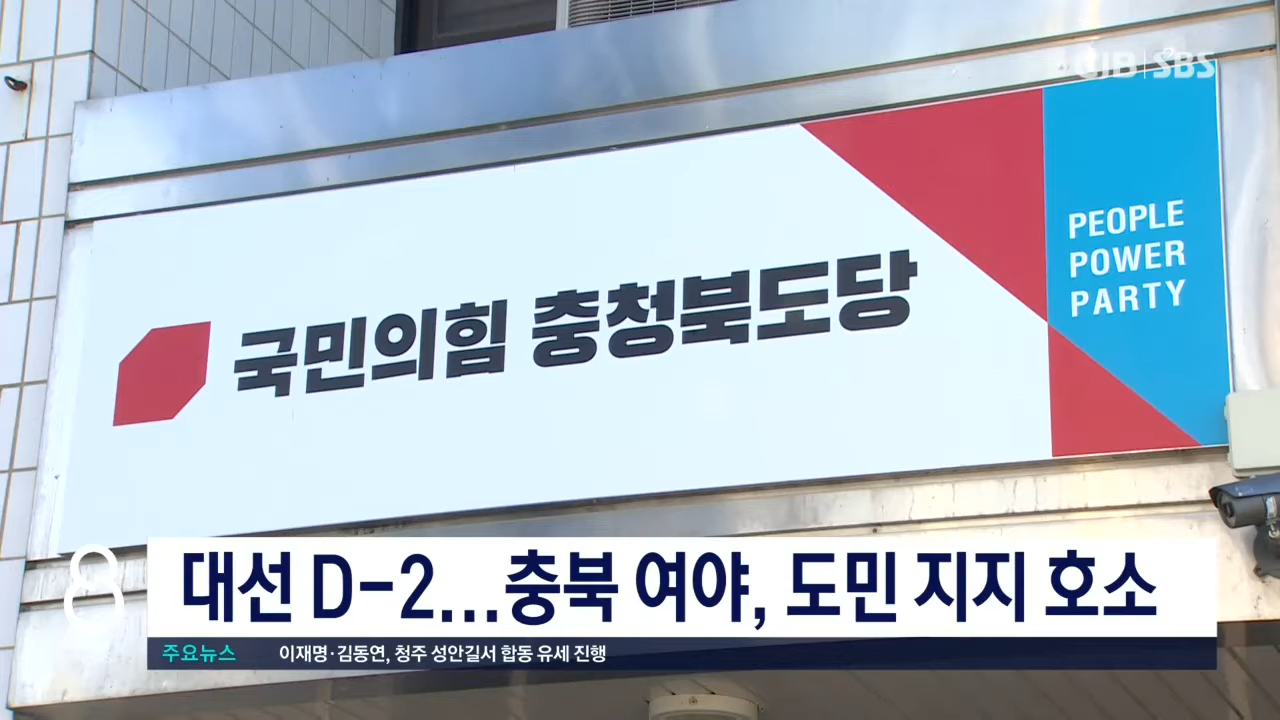 CJB SBS
PEOPLE
POWER
PARTY
국민의힘 충청북도당
8
대선 D-2...충북 여야, 도민 지지 호소
주요뉴스 이재명·김동연, 청주 성안길서 합동 유세 진행